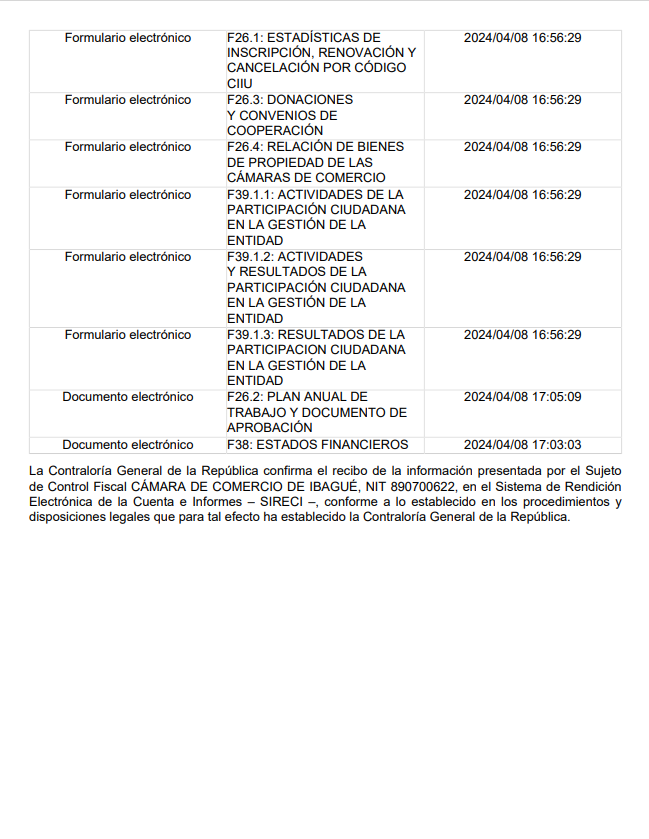 Formulario electrónico F26.1: ESTADÍSTICAS DE 2024/04/08 16:56:29
INSCRIPCIÓN, RENOVACIÓN Y
CANCELACIÓN POR CÓDIGO
CIIU
Formulario electrónico F26.3: DONACIONES 2024/04/08 16:56:29
Y CONVENIOS DE
COOPERACIÓN
Formulario electrónico F26.4: RELACIÓN DE BIENES 2024/04/08 16:56:29
DE PROPIEDAD DE LAS
CÁMARAS DE COMERCIO
Formulario electrónico F39.1.1: ACTIVIDADES DE LA 2024/04/08 16:56:29
PARTICIPACIÓN CIUDADANA
EN LA GESTIÓN DE LA
ENTIDAD
Formulario electrónico F39.1.2: ACTIVIDADES 2024/04/08 16:56:29
Y RESULTADOS DE LA
PARTICIPACIÓN CIUDADANA
EN LA GESTIÓN DE LA
ENTIDAD
Formulario electrónico F39.1.3: RESULTADOS DE LA 2024/04/08 16:56:29
PARTICIPACION CIUDADANA
EN LA GESTIÓN DE LA
ENTIDAD
Documento electrónico F26.2: PLAN ANUAL DE 2024/04/08 17:05:09
TRABAJO Y DOCUMENTO DE
APROBACIÓN
Documento electrónico F38: ESTADOS FINANCIEROS 2024/04/08 17:03:03
La Contraloría General de la República confirma el recibo de la información presentada por el Sujeto
de Control Fiscal CÁMARA DE COMERCIO DE IBAGUÉ, NIT 890700622, en el Sistema de Rendición
Electrónica de la Cuenta e Informes – SIRECI –, conforme a lo establecido en los procedimientos y
disposiciones legales que para tal efecto ha establecido la Contraloría General de la República.